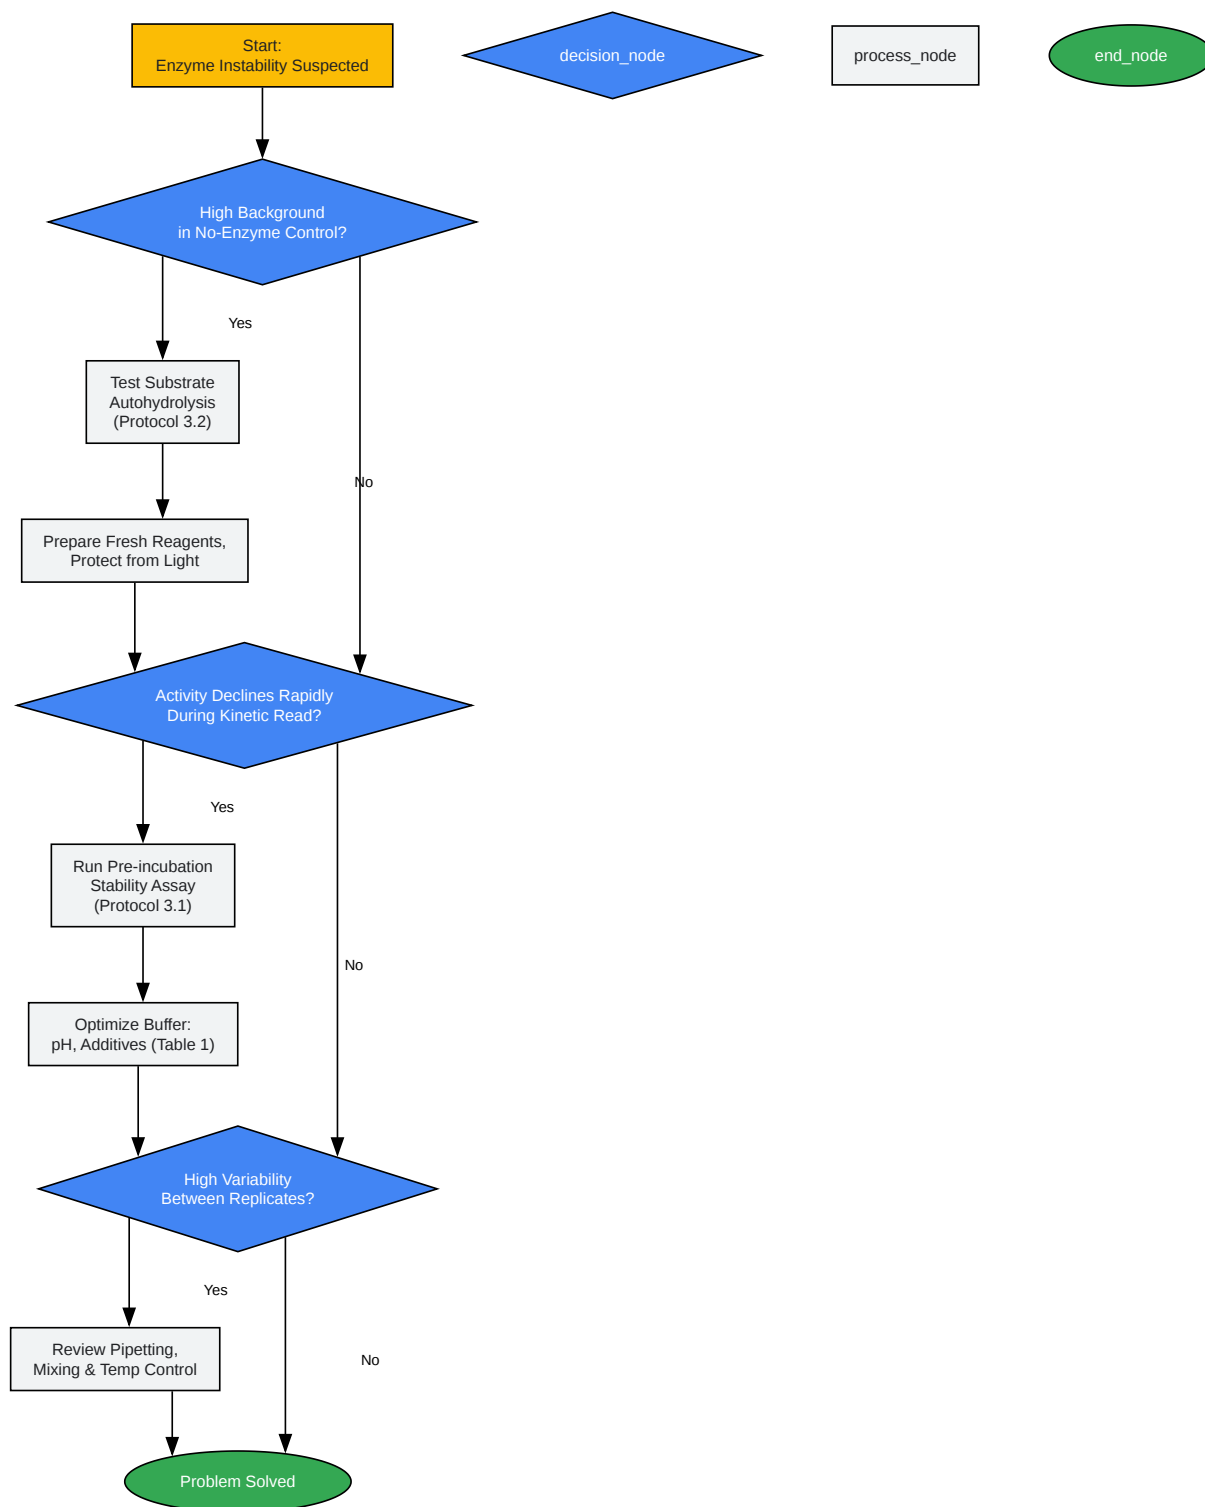 Start:
Enzyme Instability Suspected
decision_node
process_node
end_node
High Background
in No-Enzyme Control?
Yes
Test Substrate
Autohydrolysis
(Protocol 3.2)
No
Prepare Fresh Reagents,
Protect from Light
Activity Declines Rapidly
During Kinetic Read?
Yes
Run Pre-incubation
Stability Assay
(Protocol 3.1)
No
Optimize Buffer:
pH, Additives (Table 1)
High Variability
Between Replicates?
Yes
Review Pipetting,
Mixing & Temp Control
No
Problem Solved